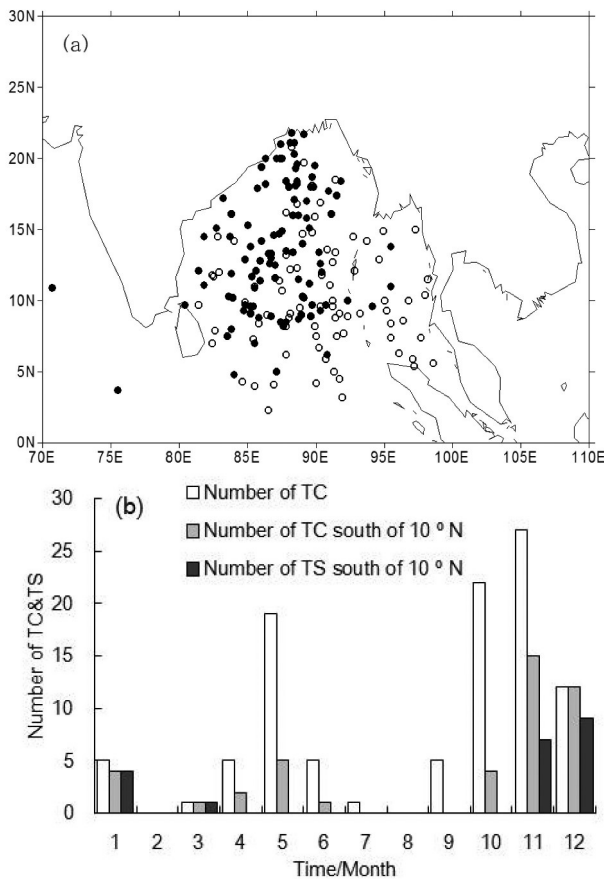 30N
(a)
25N
20N
15N
10N
5N
0N
70E 75E 80E 85E 90E 95E 100E 105E 110E
30
(b)
Number of TC
Number of TC south of 10 º N
Number of TS south of 10 º N
25
20
15
10
5
0
Number of TC&TS
1 2 3 4 5 6 7 8 9 10 11 12
Time/Month